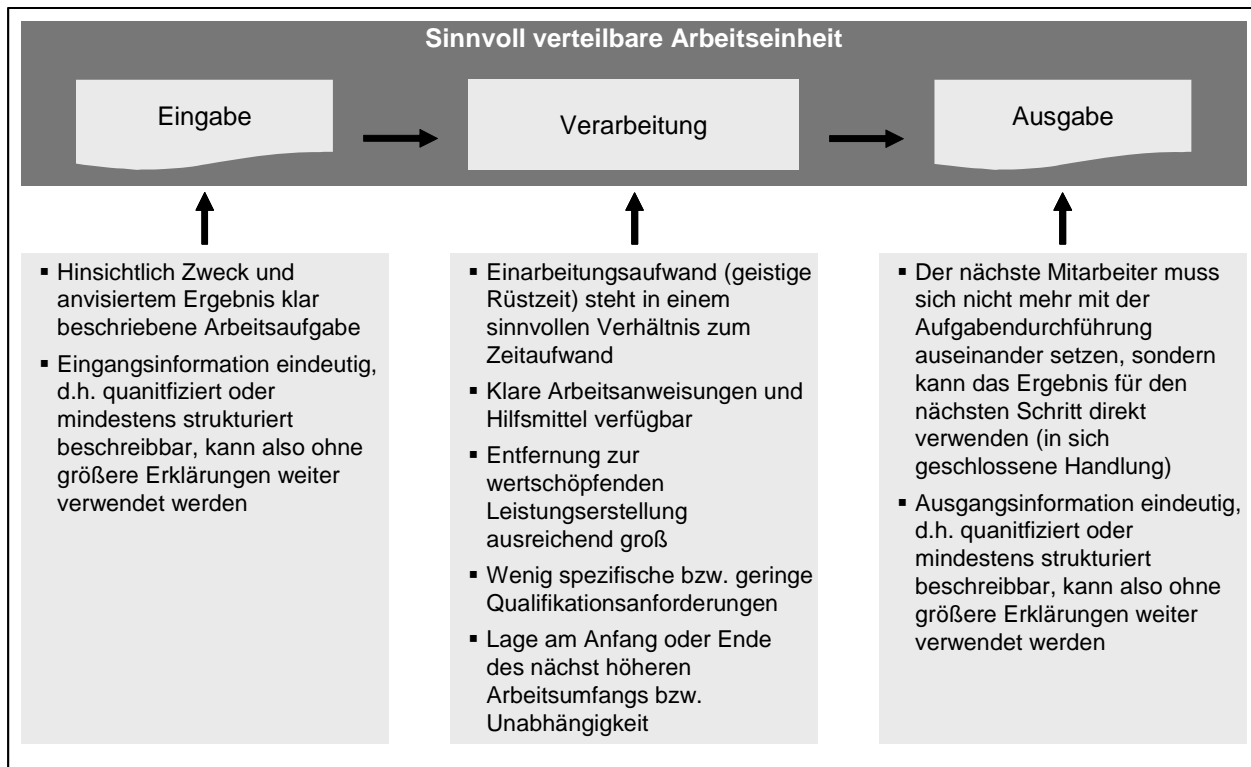 Sinnvoll verteilbare Arbeitseinheit
Eingabe
Verarbeitung
Ausgabe
▪ Hinsichtlich Zweck und
anvisiertem Ergebnis klar
beschriebene Arbeitsaufgabe
▪ Eingangsinformation eindeutig,
d.h. quanitfiziert oder
mindestens strukturiert
beschreibbar, kann also ohne
größere Erklärungen weiter
verwendet werden
▪ Einarbeitungsaufwand (geistige
Rüstzeit) steht in einem
sinnvollen Verhältnis zum
Zeitaufwand
▪ Klare Arbeitsanweisungen und
Hilfsmittel verfügbar
▪ Entfernung zur
wertschöpfenden
Leistungserstellung
ausreichend groß
▪ Wenig spezifische bzw. geringe
Qualifikationsanforderungen
▪ Lage am Anfang oder Ende
des nächst höheren
Arbeitsumfangs bzw.
Unabhängigkeit
▪ Der nächste Mitarbeiter muss
sich nicht mehr mit der
Aufgabendurchführung
auseinander setzen, sondern
kann das Ergebnis für den
nächsten Schritt direkt
verwenden (in sich
geschlossene Handlung)
▪ Ausgangsinformation eindeutig,
d.h. quanitfiziert oder
mindestens strukturiert
beschreibbar, kann also ohne
größere Erklärungen weiter
verwendet werden